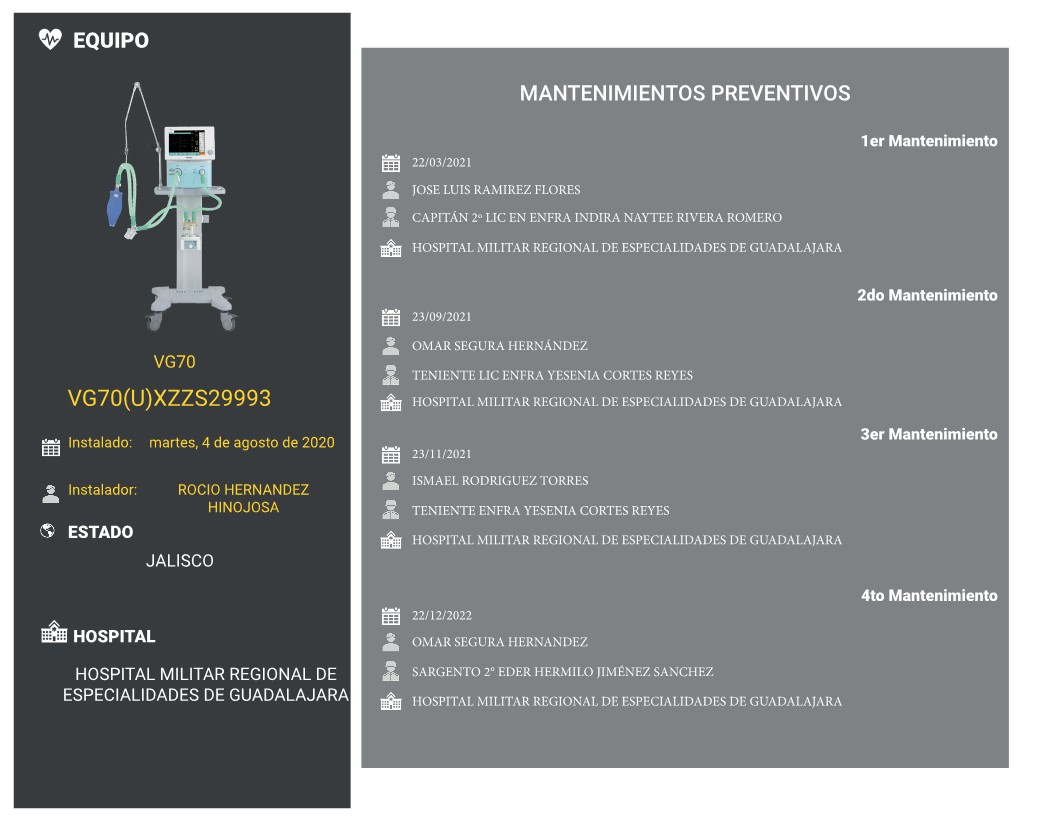 EQUIPO
VG70
VG70(U)XZZS29993
Instalado: martes, 4 de agosto de 2020
Instalador: ROCIO HERNANDEZ
HINOJOSA
ESTADO
JALISCO
HOSPITAL
HOSPITAL MILITAR REGIONAL DE
ESPECIALIDADES DE GUADALAJARA
MANTENIMIENTOS PREVENTIVOS
1er Mantenimiento
22/03/2021
JOSE LUIS RAMIREZ FLORES
CAPITÁN 2º LIC EN ENFRA INDIRA NAYTEE RIVERA ROMERO
HOSPITAL MILITAR REGIONAL DE ESPECIALIDADES DE GUADALAJARA
2do Mantenimiento
23/09/2021
OMAR SEGURA HERNÁNDEZ
TENIENTE LIC ENFRA YESENIA CORTES REYES
HOSPITAL MILITAR REGIONAL DE ESPECIALIDADES DE GUADALAJARA
3er Mantenimiento
23/11/2021
ISMAEL RODRIGUEZ TORRES
TENIENTE ENFRA YESENIA CORTES REYES
HOSPITAL MILITAR REGIONAL DE ESPECIALIDADES DE GUADALAJARA
4to Mantenimiento
22/12/2022
OMAR SEGURA HERNANDEZ
SARGENTO 2° EDER HERMILO JIMÉNEZ SANCHEZ
HOSPITAL MILITAR REGIONAL DE ESPECIALIDADES DE GUADALAJARA